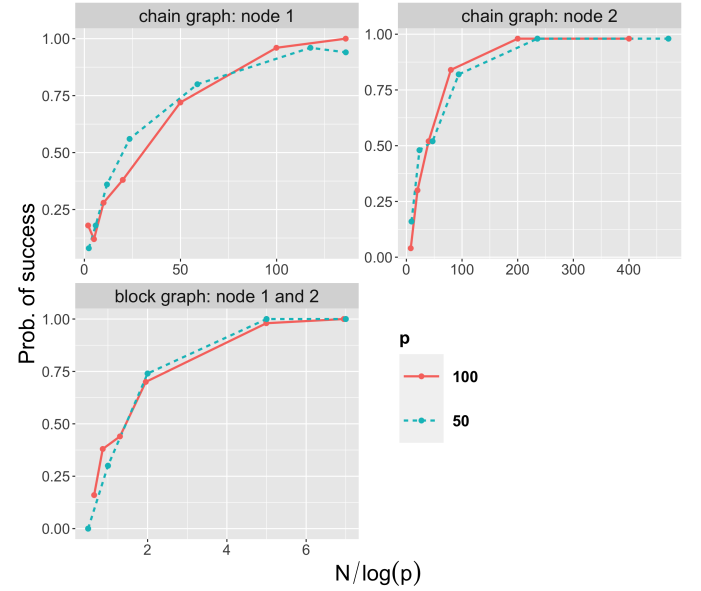 chain graph: node 1
chain graph: node 2
1.00
0.75
0.50
0.25
0 50 100
1.00
0.75
0.50
0.25
0.00
0 100 200 300 400
Prob. of success
block graph: node 1 and 2
1.00
0.75
0.50
0.25
0.00
2 4 6
p
100
50
N/log(p)